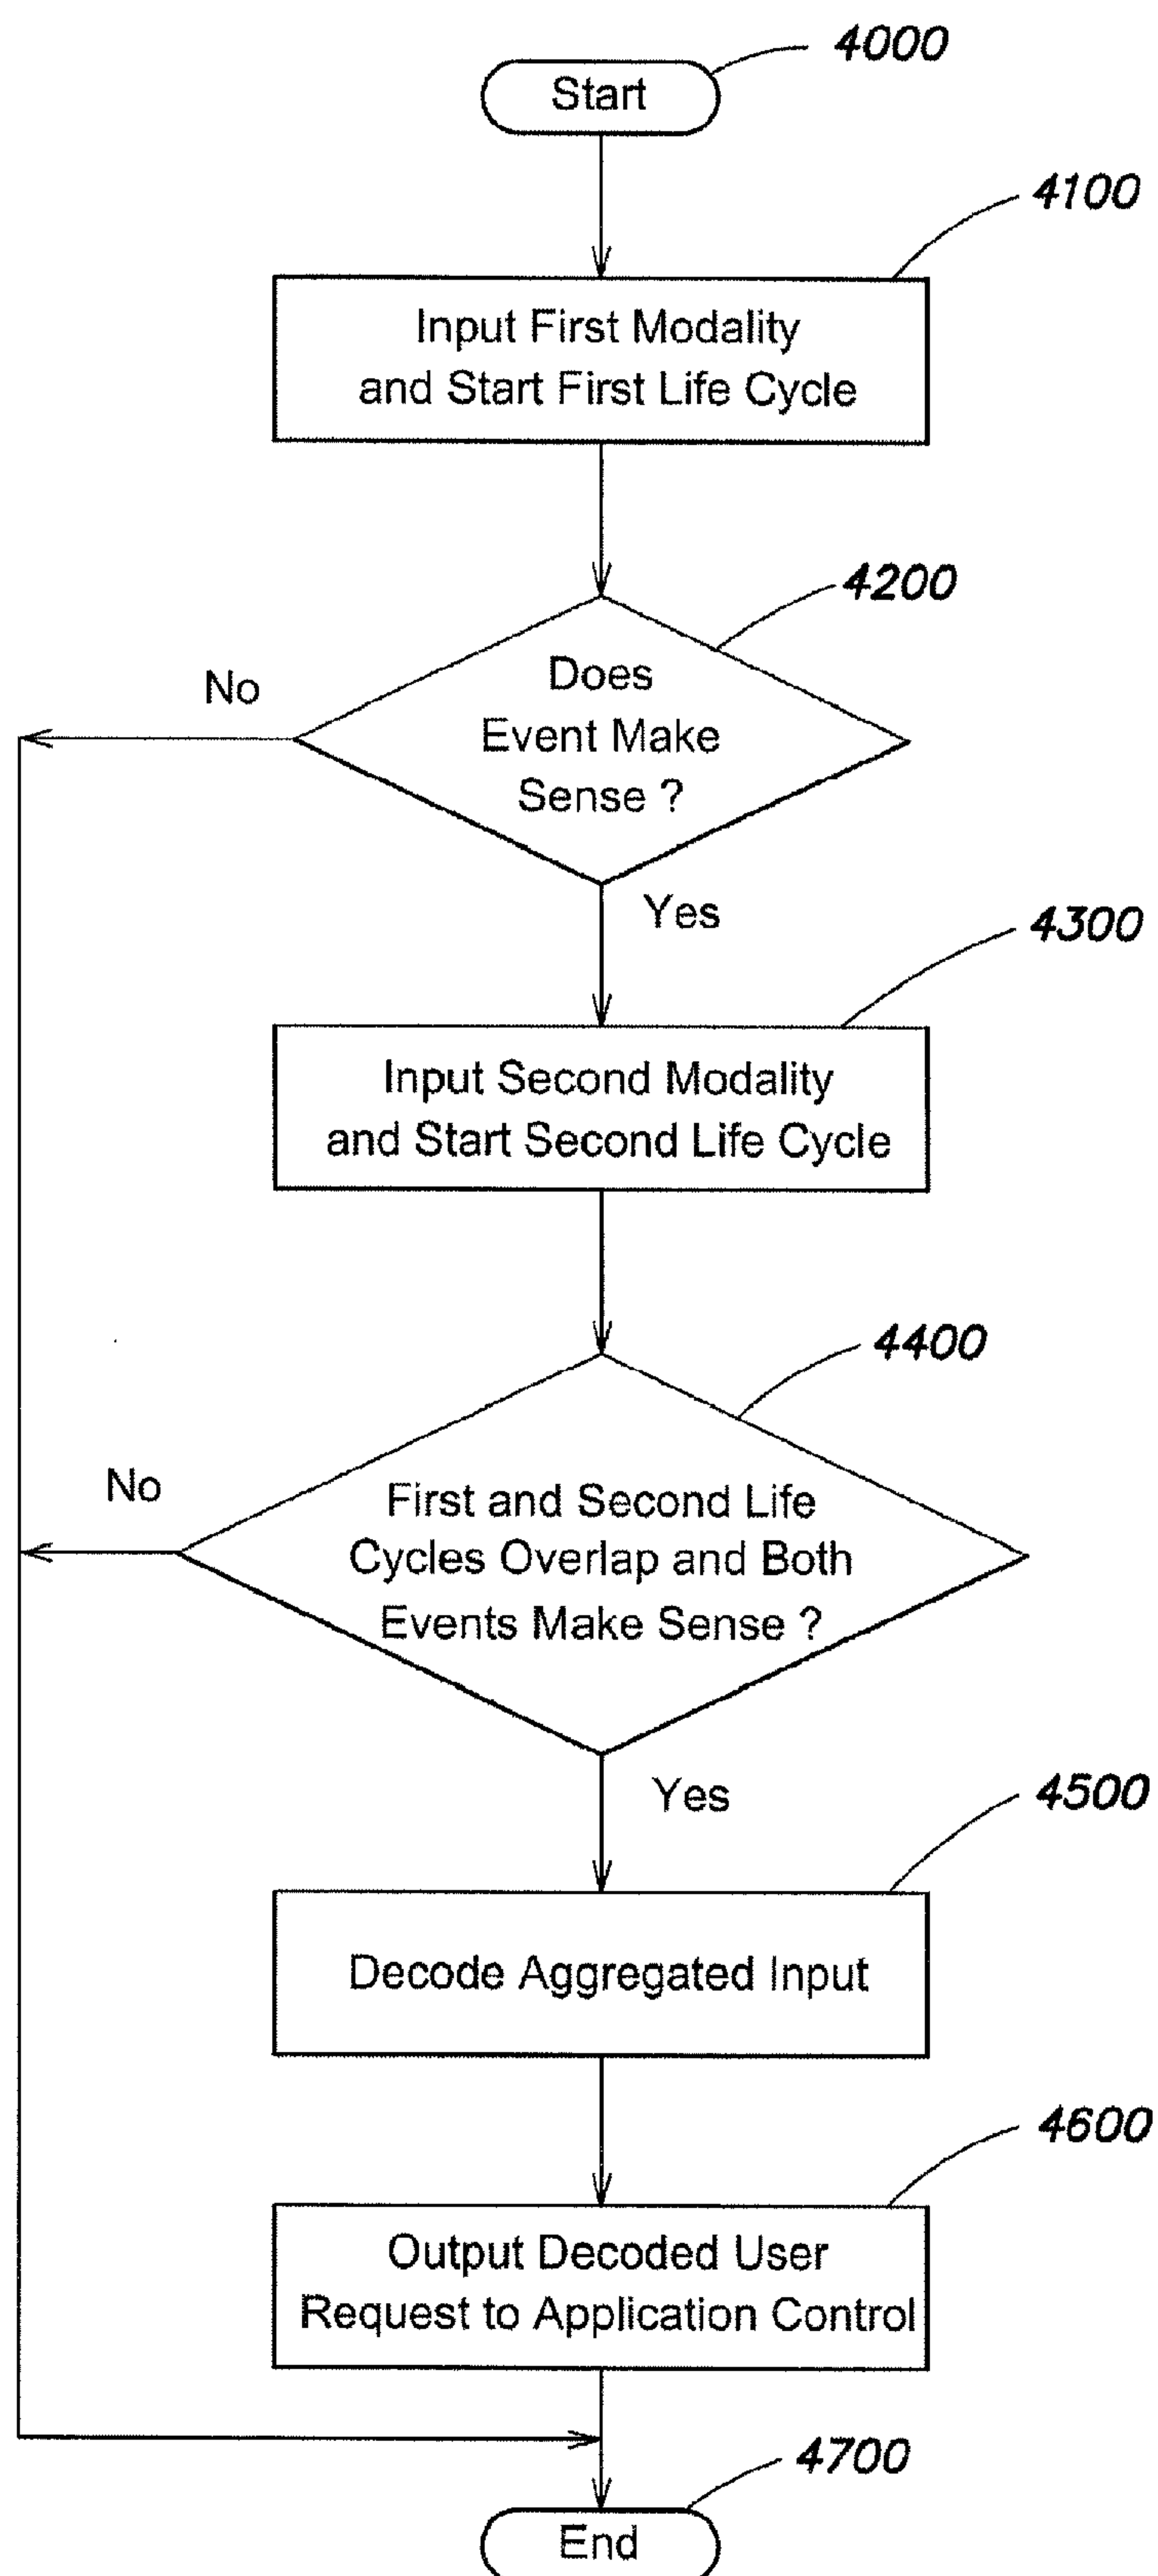 4000
Start
4100
Input First Modality
and Start First Life Cycle
4200
No
Does
Event Make
Sense ?
Yes
4300
Input Second Modality
and Start Second Life Cycle
4400
No
First and Second Life
Cycles Overlap and Both
Events Make Sense ?
Yes
4500
Decode Aggregated Input
4600
Output Decoded User
Request to Application Control
4700
End